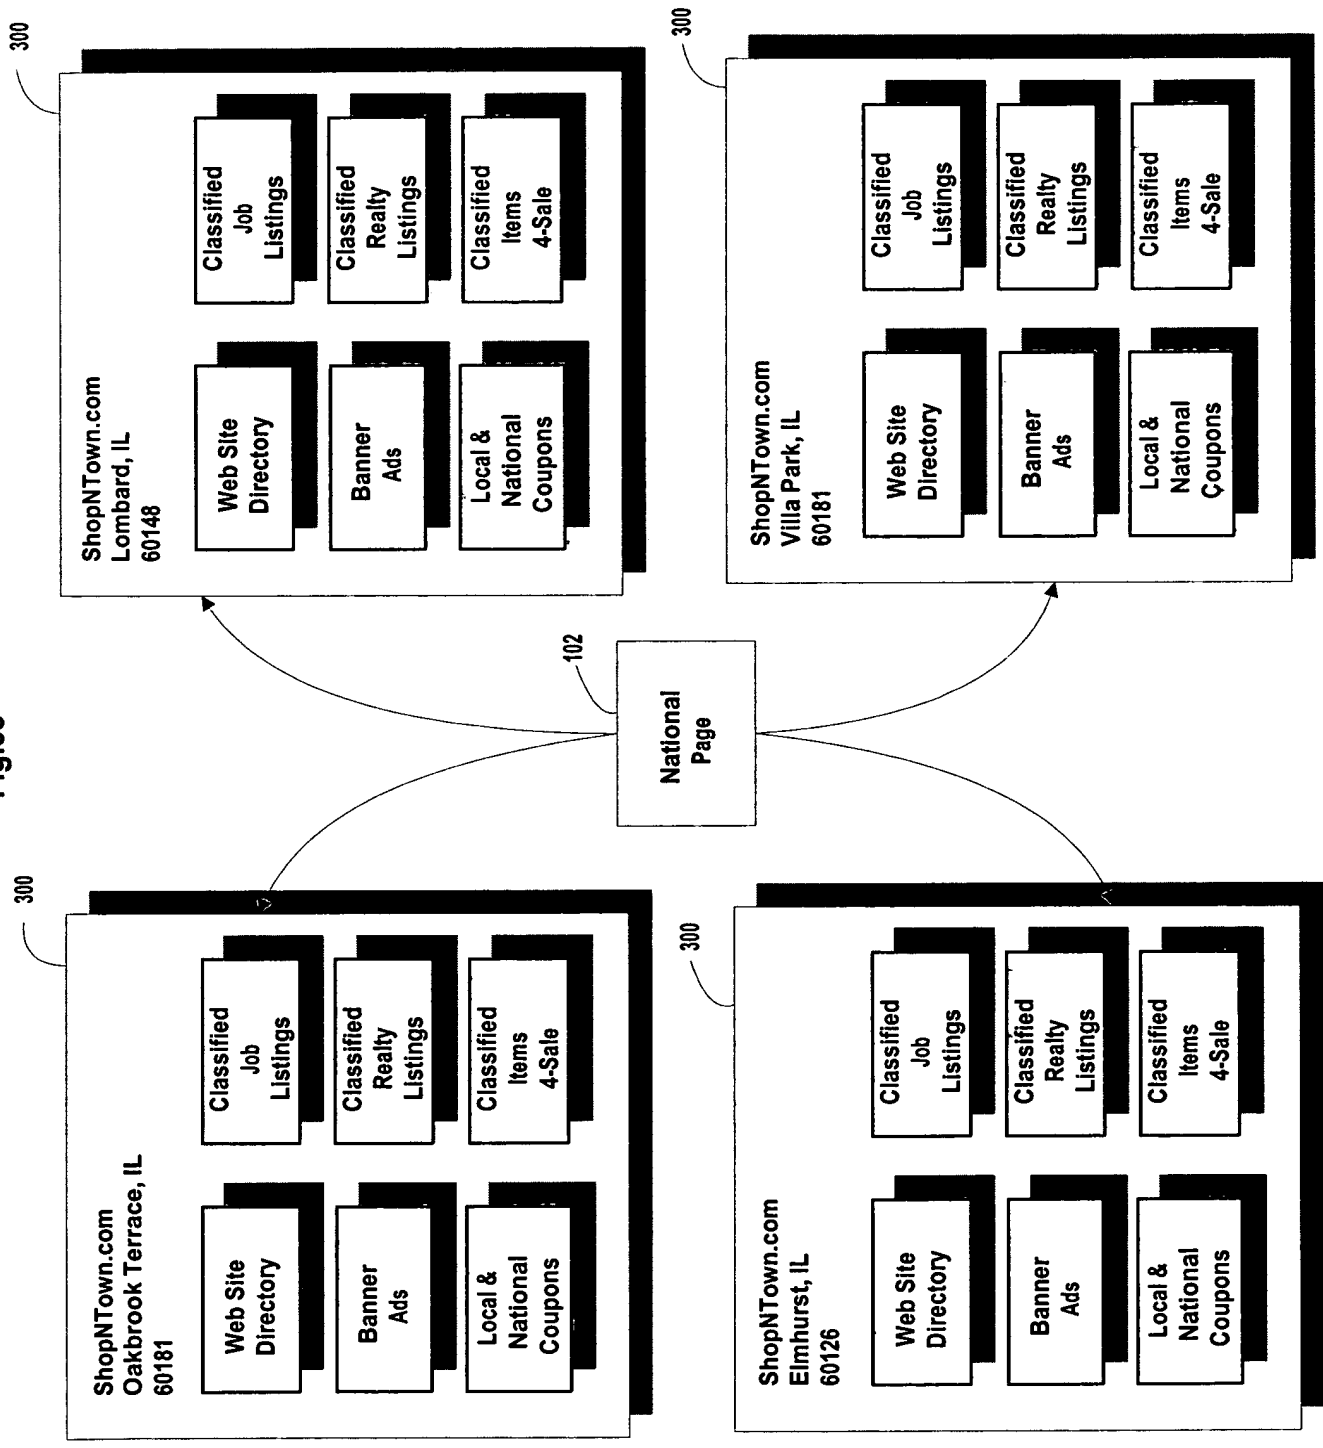 300
ShopNTown.com
Oakbrook Terrace, IL
60181
Web Site
Directory
Classified
Job
Listings
Banner
Ads
Classified
Realty
Listings
Local &
National
Coupons
Classified
Items
4-Sale
300
ShopNTown.com
Lombard, IL
60148
Web Site
Directory
Classified
Job
Listings
Banner
Ads
Classified
Realty
Listings
Local &
National
Coupons
Classified
Items
4-Sale
102
National
Page
300
ShopNTown.com
Elmhurst, IL
60126
Web Site
Directory
Classified
Job
Listings
Banner
Ads
Classified
Realty
Listings
Local &
National
Coupons
Classified
Items
4-Sale
300
ShopNTown.com
Villa Park, IL
60181
Web Site
Directory
Classified
Job
Listings
Banner
Ads
Classified
Realty
Listings
Local &
National
Coupons
Classified
Items
4-Sale